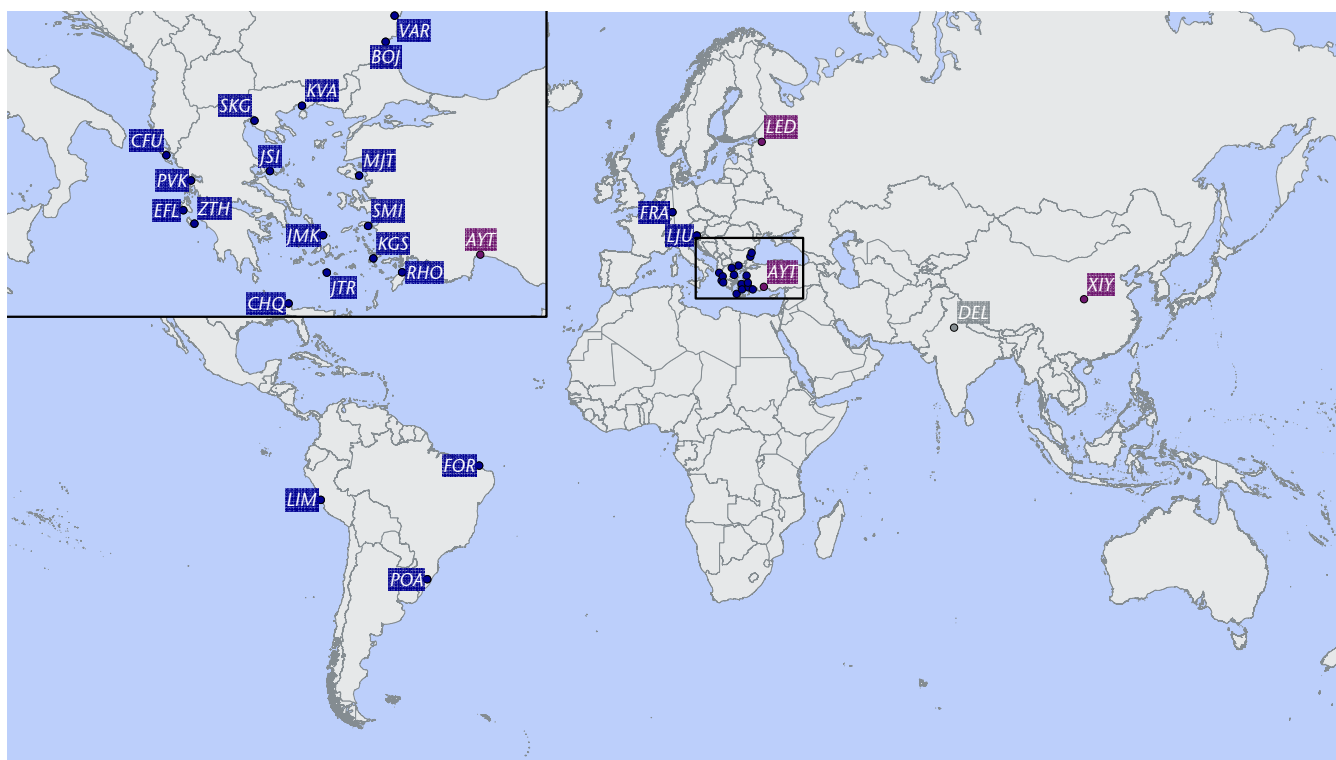 VAR
BOJ
KVA
SKG
CFU
JSI
MJT
PVK
EFL
ZTH
SMI
JMK
KGS
AYT
RHO
JTR
CHQ
LED
FRA
LJU
AYT
XIY
DEL
FOR
LIM
POA